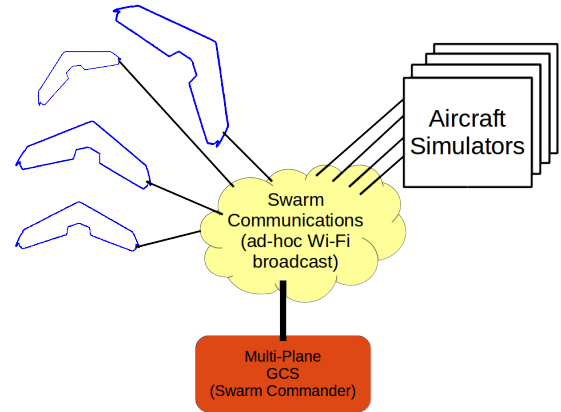 Aircraft
Simulators
Swarm
Communications
(ad-hoc Wi-Fi
broadcast)
Multi-Plane
GCS
(Swarm Commander)